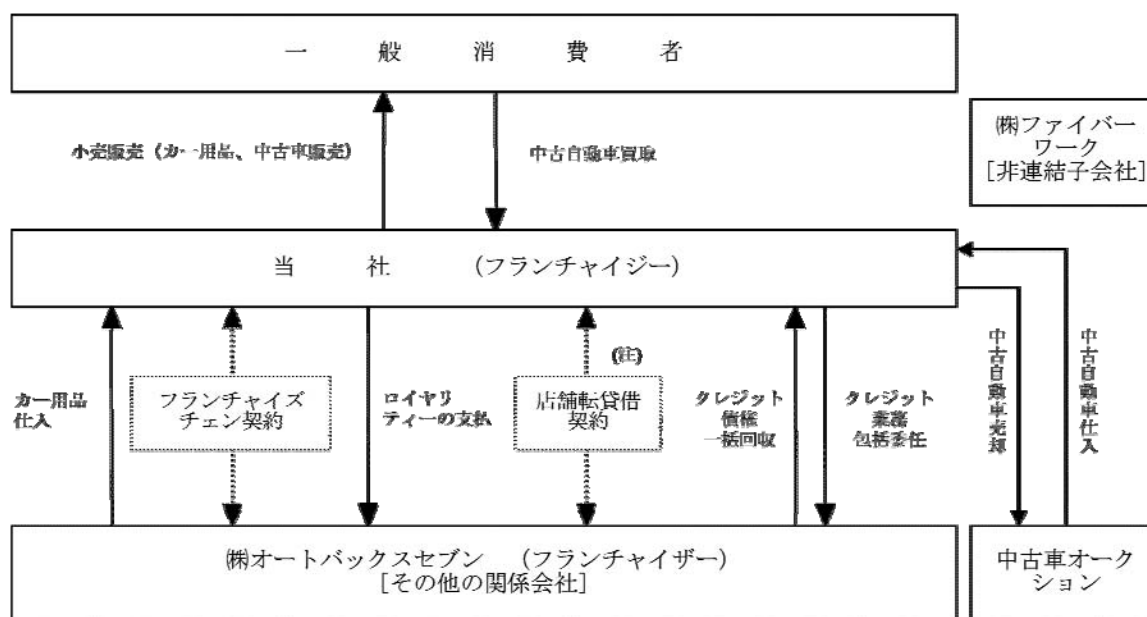 一般消費者
小売販売（カー用品、中古車販売）
中古自動車買取
㈱ファイバー
ワーク
[非連結子会社]
当社　（フランチャイジー）
カー用品
仕入
フランチャイズ
チェン契約
ロイヤリ
ティーの支払
(注)
店舗転貸借
契約
クレジット
債権
一括回収
クレジット
業務
包括委任
中古自動車売却
中古自動車仕入
㈱オートバックスセブン　（フランチャイザー）
[その他の関係会社]
中古車オーク
ション